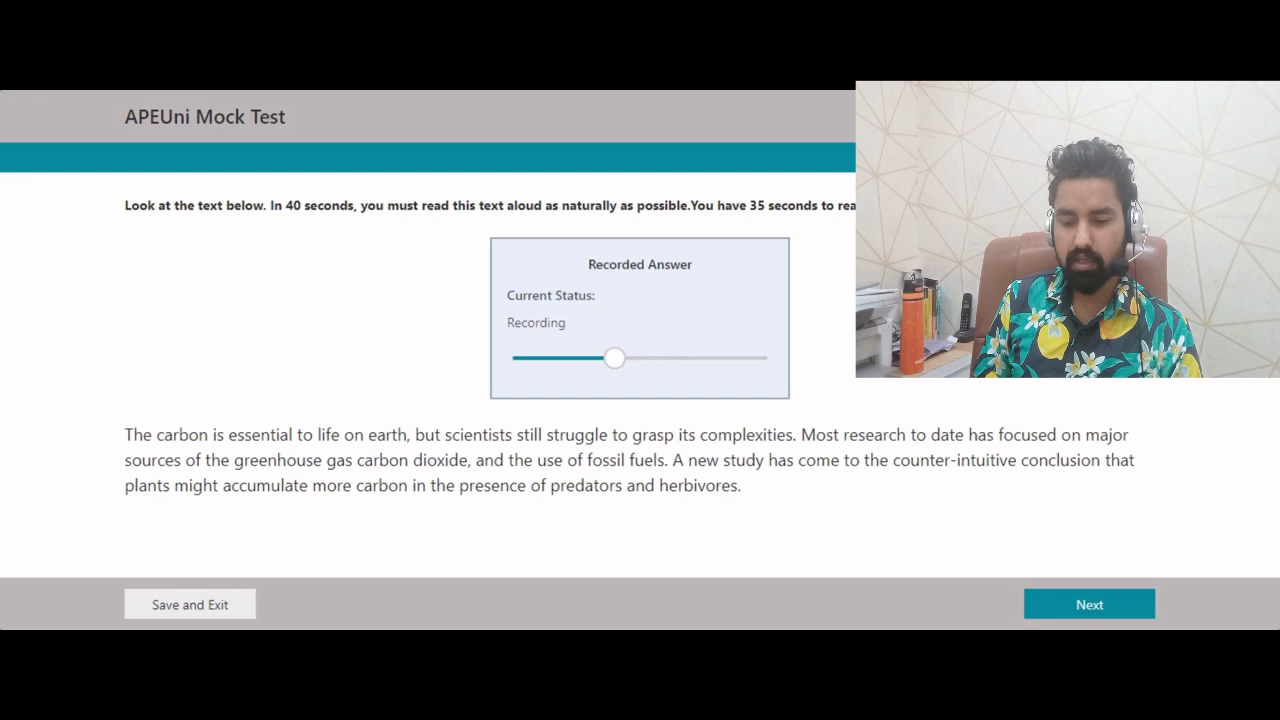 APEUni Mock Test
Look at the text below. In 40 seconds, you must read this text aloud as naturally as possible.You have 35 seconds to rea
Recorded Answer
Current Status:
Recording
The carbon is essential to life on earth, but scientists still struggle to grasp its complexities. Most research to date has focused on major
sources of the greenhouse gas carbon dioxide, and the use of fossil fuels. A new study has come to the counter-intuitive conclusion that
plants might accumulate more carbon in the presence of predators and herbivores.
Save and Exit
Next